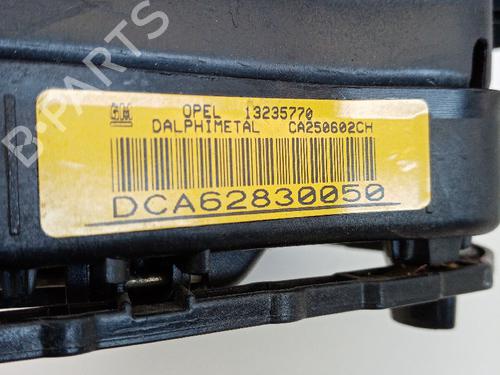 GM OPEL 13235770
DALPHIMETAL CA250602CH
DCA62830050
B-PARTS